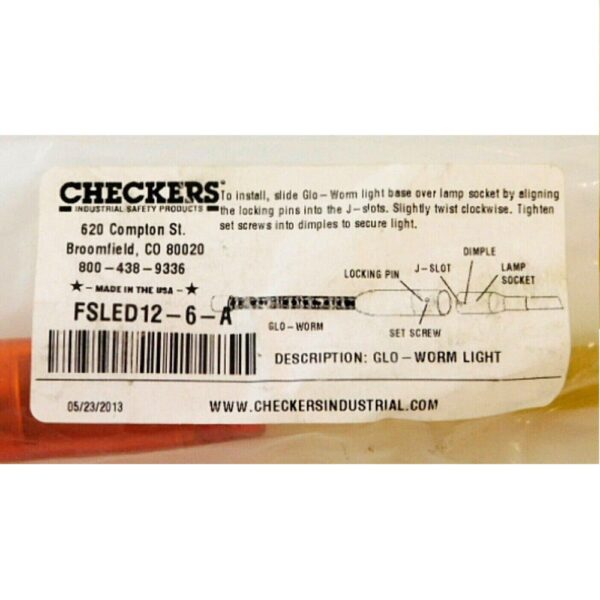 CHECKERS
INDUSTRIAL SAFETY PRODUCTS
620 Compton St.
Broomfield, CO 80020
800-438-9336
★ - MADE IN THE USA - ★
FSLED12-6-A
To install, slide Glo-Worm light base over lamp socket by aligning
the locking pins into the J-slots. Slightly twist clockwise. Tighten
set screws into dimples to secure light.
DIMPLE
LOCKING PIN
J-SLOT
LAMP
SOCKET
GLO-WORM
SET SCREW
DESCRIPTION: GLO-WORM LIGHT
05/23/2013
WWW.CHECKERSINDUSTRIAL.COM